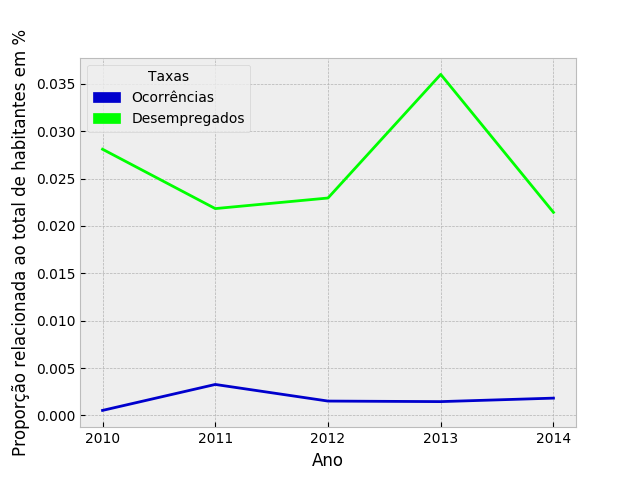 Proporção relacionada ao total de habitantes em %
0.035
0.030
0.025
0.020
0.015
0.010
0.005
0.000
Taxas
Ocorrências
Desempregados
2010 2011 2012 2013 2014
Ano